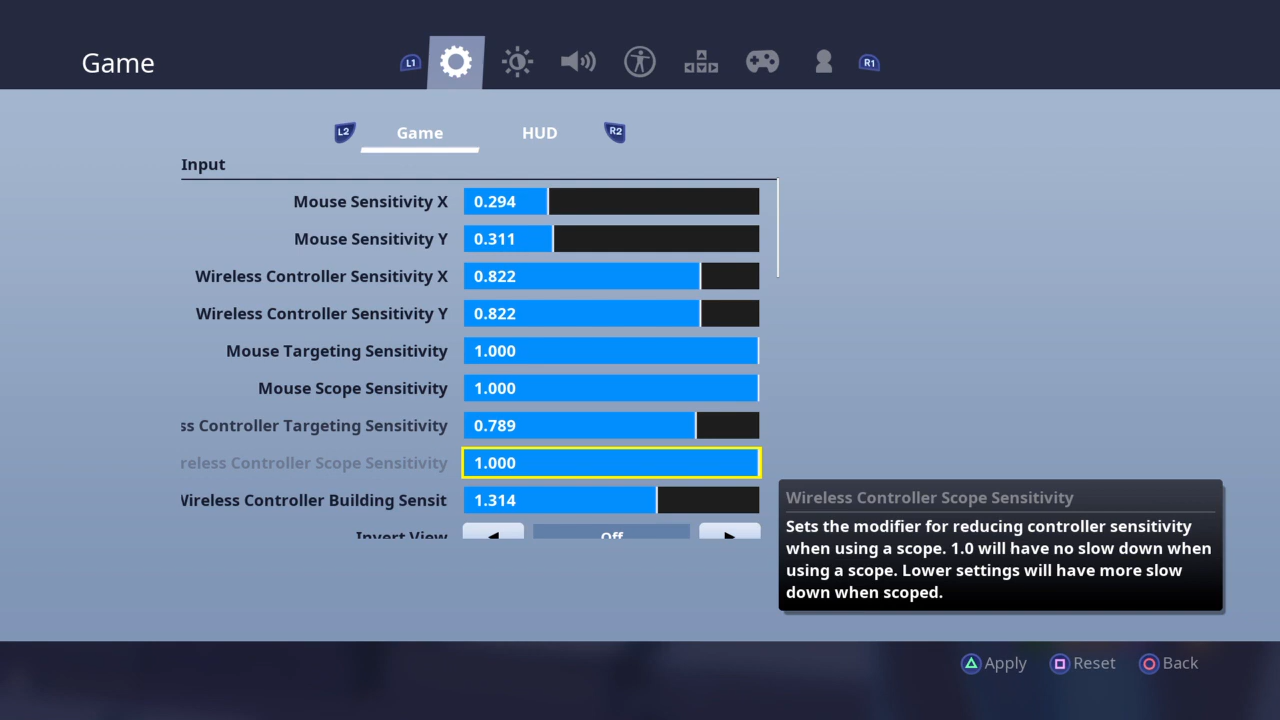 Game
L1
R1
L2
Game
HUD
R2
Input
Mouse Sensitivity X
0.294
Mouse Sensitivity Y
0.311
Wireless Controller Sensitivity X
0.822
Wireless Controller Sensitivity Y
0.822
Mouse Targeting Sensitivity
1.000
Mouse Scope Sensitivity
1.000
ss Controller Targeting Sensitivity
0.789
reless Controller Scope Sensitivity
1.000
Wireless Controller Building Sensit
1.314
Invert View
Off
Wireless Controller Scope Sensitivity
Sets the modifier for reducing controller sensitivity
when using a scope. 1.0 will have no slow down when
using a scope. Lower settings will have more slow
down when scoped.
Apply
Reset
Back